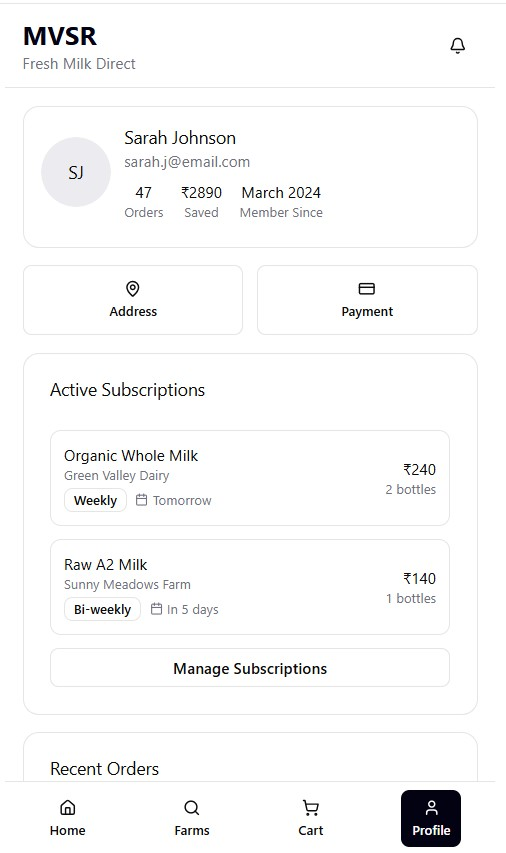 MVSR
Fresh Milk Direct
SJ
Sarah Johnson
sarah.j@email.com
47 ₹2890 March 2024
Orders Saved Member Since
Address Payment
Active Subscriptions
Organic Whole Milk
Green Valley Dairy
Weekly Tomorrow
₹240
2 bottles
Raw A2 Milk
Sunny Meadows Farm
Bi-weekly In 5 days
₹140
1 bottles
Manage Subscriptions
Recent Orders
Home Farms Cart Profile